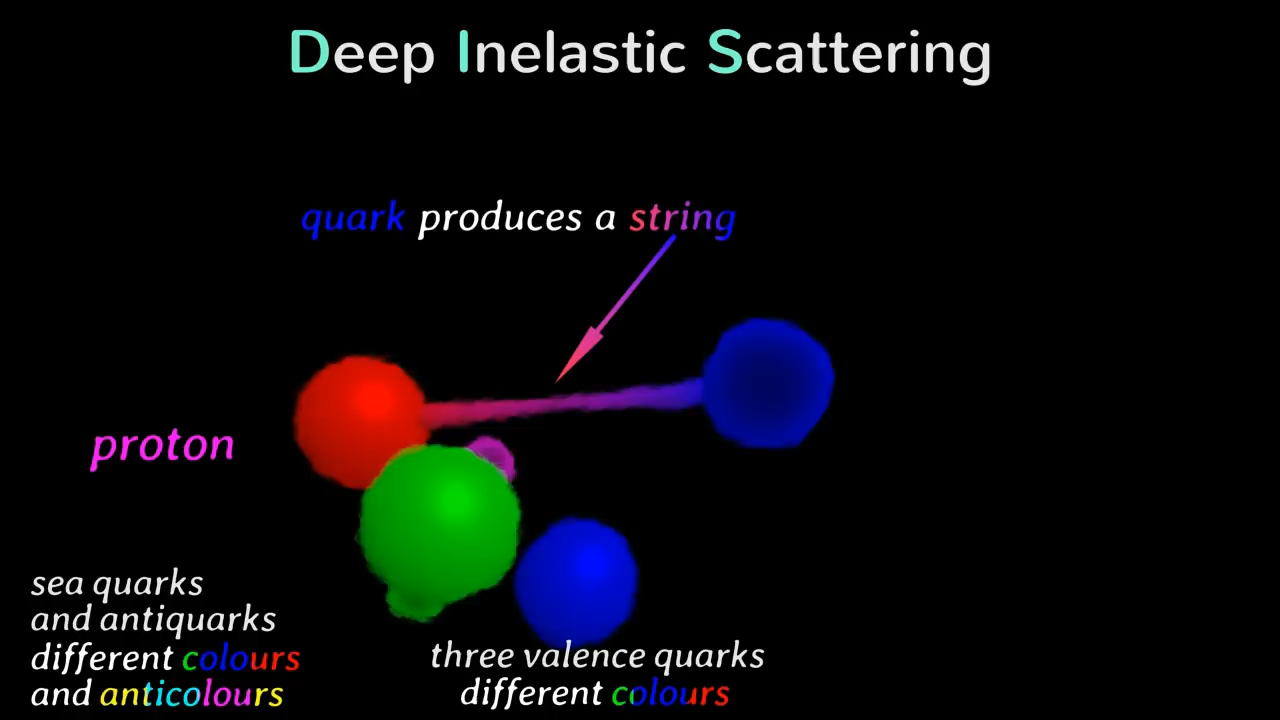 Deep Inelastic Scattering
quark produces a string
proton
sea quarks
and antiquarks
different colours
and anticolours
three valence quarks
different colours